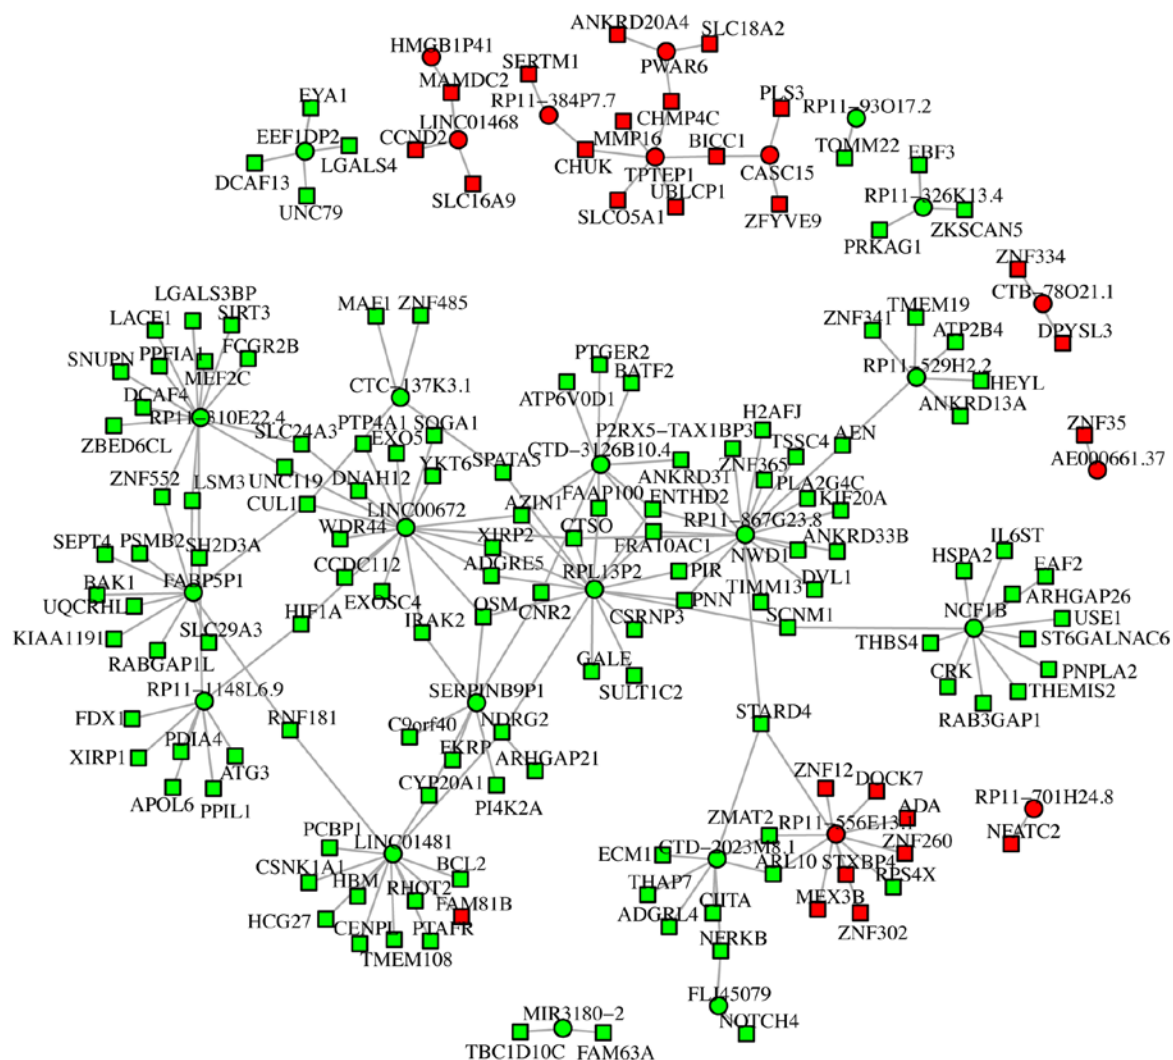 ANKRD20A4
SLC18A2
HMGB1P41
SERTM1
PWAR6
EYA1
MAMDC2
RP11−384P7.7
PLS3
RP11−93O17.2
EEF1DP2
LINC01468
CHMP4C
MMP16
BICC1
CCND2
TOMM22
EBF3
LGALS4
CHUK
TPTEP1
CASC15
DCAF13
UBLCP1
RP11−326K13.4
SLC16A9
UNC79
SLCO5A1
ZFYVE9
ZKSCAN5
PRKAG1
ZNF334
CTB−78O21.1
LGALS3BP
MAF1
ZNF485
TMEM19
LACE1
SIRT3
ZNF341
ATP2B4
DPYSL3
SNUPN
PPFIA1
FCGR2B
PTGER2
RP11−529H2.2
MEF2C
BATF2
CTC−137K3.1
HEYL
DCAF4
ATP6V0D1
ANKRD13A
RP11−310E22.4
PTP4A1
SOGA1
P2RX5−TAX1BP3
H2AFJ
ZNF35
ZBED6CL
SLC24A3
EXO5
CTD−3126B10.4
TSSC4
AEN
AE000661.37
ZNF552
LSM3
UNC119
YKT6
SPATA5
ANKRD31
ZNF365
DNAH12
PLA2G4C
CUL1
LINC00672
AZIN1
FAAP100
ENTHD2
KIF20A
RP11−867G23.8
WDR44
CTSO
SEPT4
PSMB2
SH2D3A
XIRP2
FRAT0AC1
NWD1
ANKRD33B
IL6ST
CCDC112
ADGRE5
HSPA2
EAF2
BAK1
FABP5P1
RPL13P2
PIR
TIMM13
DVL1
ARHGAP26
UQCRHL
HIF1A
EXOSC4
OSM
CNR2
PNN
NCF1B
USE1
SLC29A3
IRAK2
CSRNP3
SCNM1
KIAA1191
ST6GALNAC6
THBS4
RABGAP1L
GALE
PNPLA2
CRK
RP11−1148L6.9
SERPINB9P1
SULT1C2
THEMIS2
FDX1
RNF181
C9orf40
NDRG2
STARD4
RAB3GAP1
PDIA4
FKRP
ARHGAP21
XIRP1
ATG3
ZNF12
DOCK7
CYP20A1
PI4K2A
APOL6
PPIL1
ADA
RP11−701H24.8
ZMAT2
PCBP1
RP11−556E13.1
LINC01481
NFATC2
ZNF260
CTD−2023M8.1
CSNK1A1
BCL2
ECM1
ARL10
STXBP4
HBM
RHOT2
RPS4X
THAP7
FAM81B
MEX3B
HCG27
ADGRL4
CIITA
CENPL
PTAFR
ZNF302
TMEM108
NFRKB
FLJ45079
MIR3180−2
NOTCH4
TBC1D10C
FAM63A